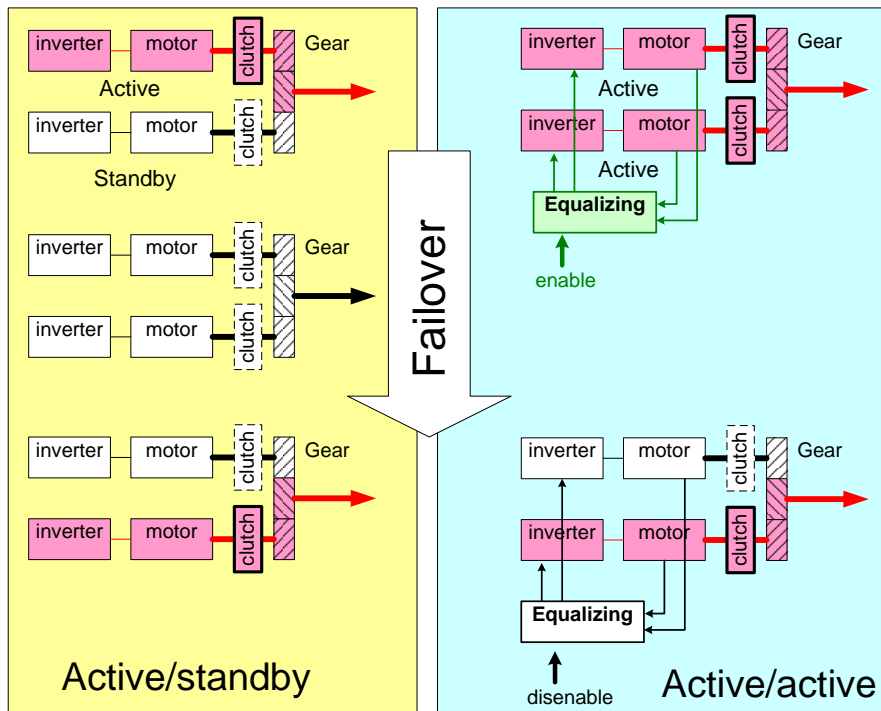 inverter motor clutch Gear
Active
inverter motor clutch
Standby
inverter motor clutch Gear
inverter motor clutch
inverter motor clutch Gear
inverter motor clutch
Active/standby
Failover
inverter motor clutch Gear
Active
inverter motor clutch
Active
Equalizing
enable
inverter motor clutch Gear
inverter motor clutch
Equalizing
disenable
Active/active